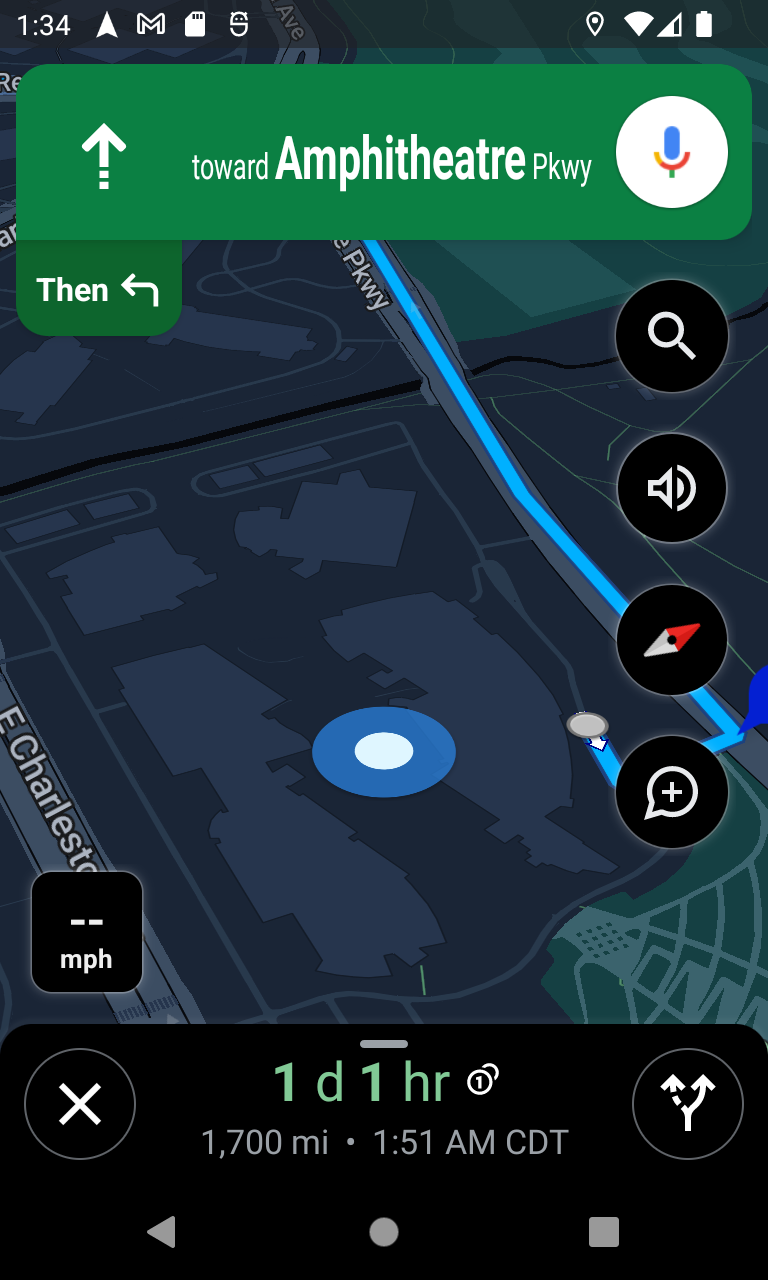 1:34
Ave
Re
toward Amphitheatre Pkwy
Then
e Pkwy
E Charlesto
--
mph
1 d 1 hr
1,700 mi • 1:51 AM CDT